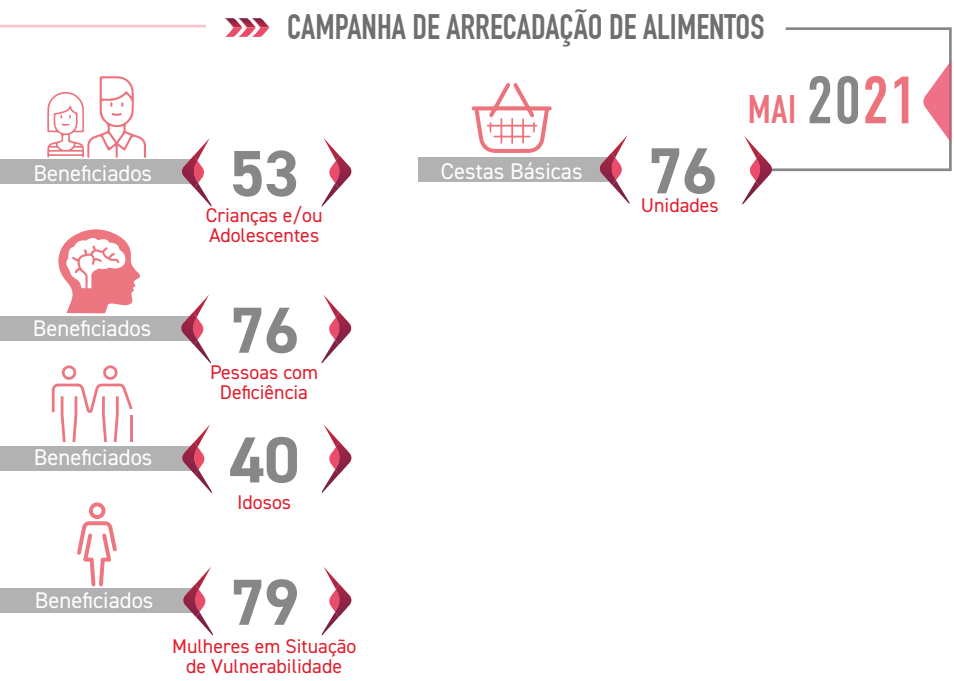 CAMPANHA DE ARRECADAÇÃO DE ALIMENTOS
MAI 2021
Beneficiados
53
Crianças e/ou
Adolescentes
Cestas Básicas
76
Unidades
Beneficiados
76
Pessoas com
Deficiência
Beneficiados
40
Idosos
Beneficiados
79
Mulheres em Situação
de Vulnerabilidade